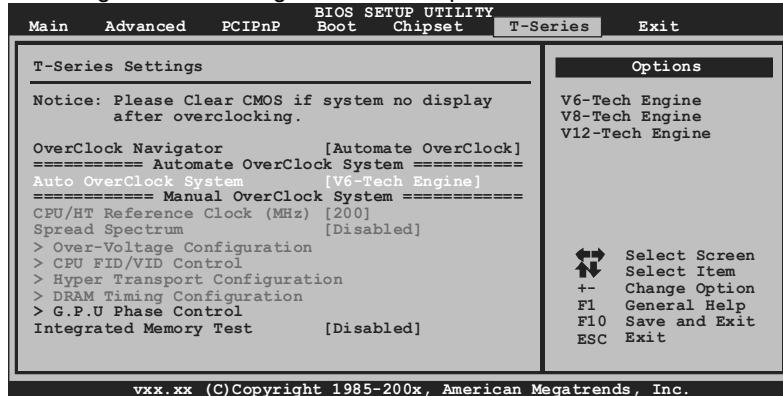 BIOS SETUP UTILITY
Main Advanced PCIPnP Boot Chipset T-Series Exit
T-Series Settings
Notice: Please Clear CMOS if system no display
after overclocking.
OverClock Navigator [Automate OverClock]
=========== Automate OverClock System ===========
Auto OverClock System [V6-Tech Engine]
============ Manual OverClock System ============
CPU/HT Reference Clock (MHz) [200]
Spread Spectrum [Disabled]
> Over-Voltage Configuration
> CPU FID/VID Control
> Hyper Transport Configuration
> DRAM Timing Configuration
> G.P.U Phase Control
Integrated Memory Test [Disabled]
Options
V6-Tech Engine
V8-Tech Engine
V12-Tech Engine
Select Screen
Select Item
+- Change Option
F1 General Help
F10 Save and Exit
ESC Exit
vxx.xx (C)Copyright 1985-200x, American Megatrends, Inc.